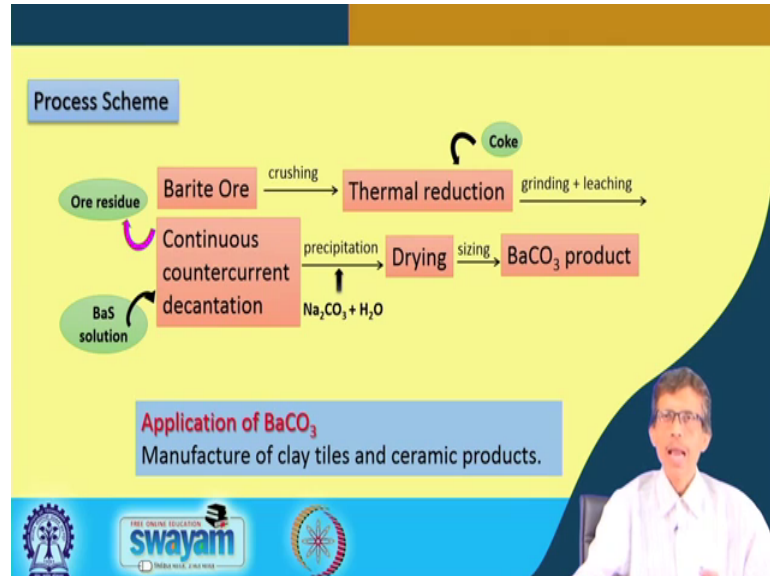 Process Scheme
Coke
Barite Ore
crushing
Thermal reduction
grinding + leaching
Ore residue
Continuous
countercurrent
decantation
precipitation
Drying
sizing
BaCO₃ product
BaS
solution
Na₂CO₃ + H₂O
Application of BaCO₃
Manufacture of clay tiles and ceramic products.
FREE ONLINE EDUCATION
swayam